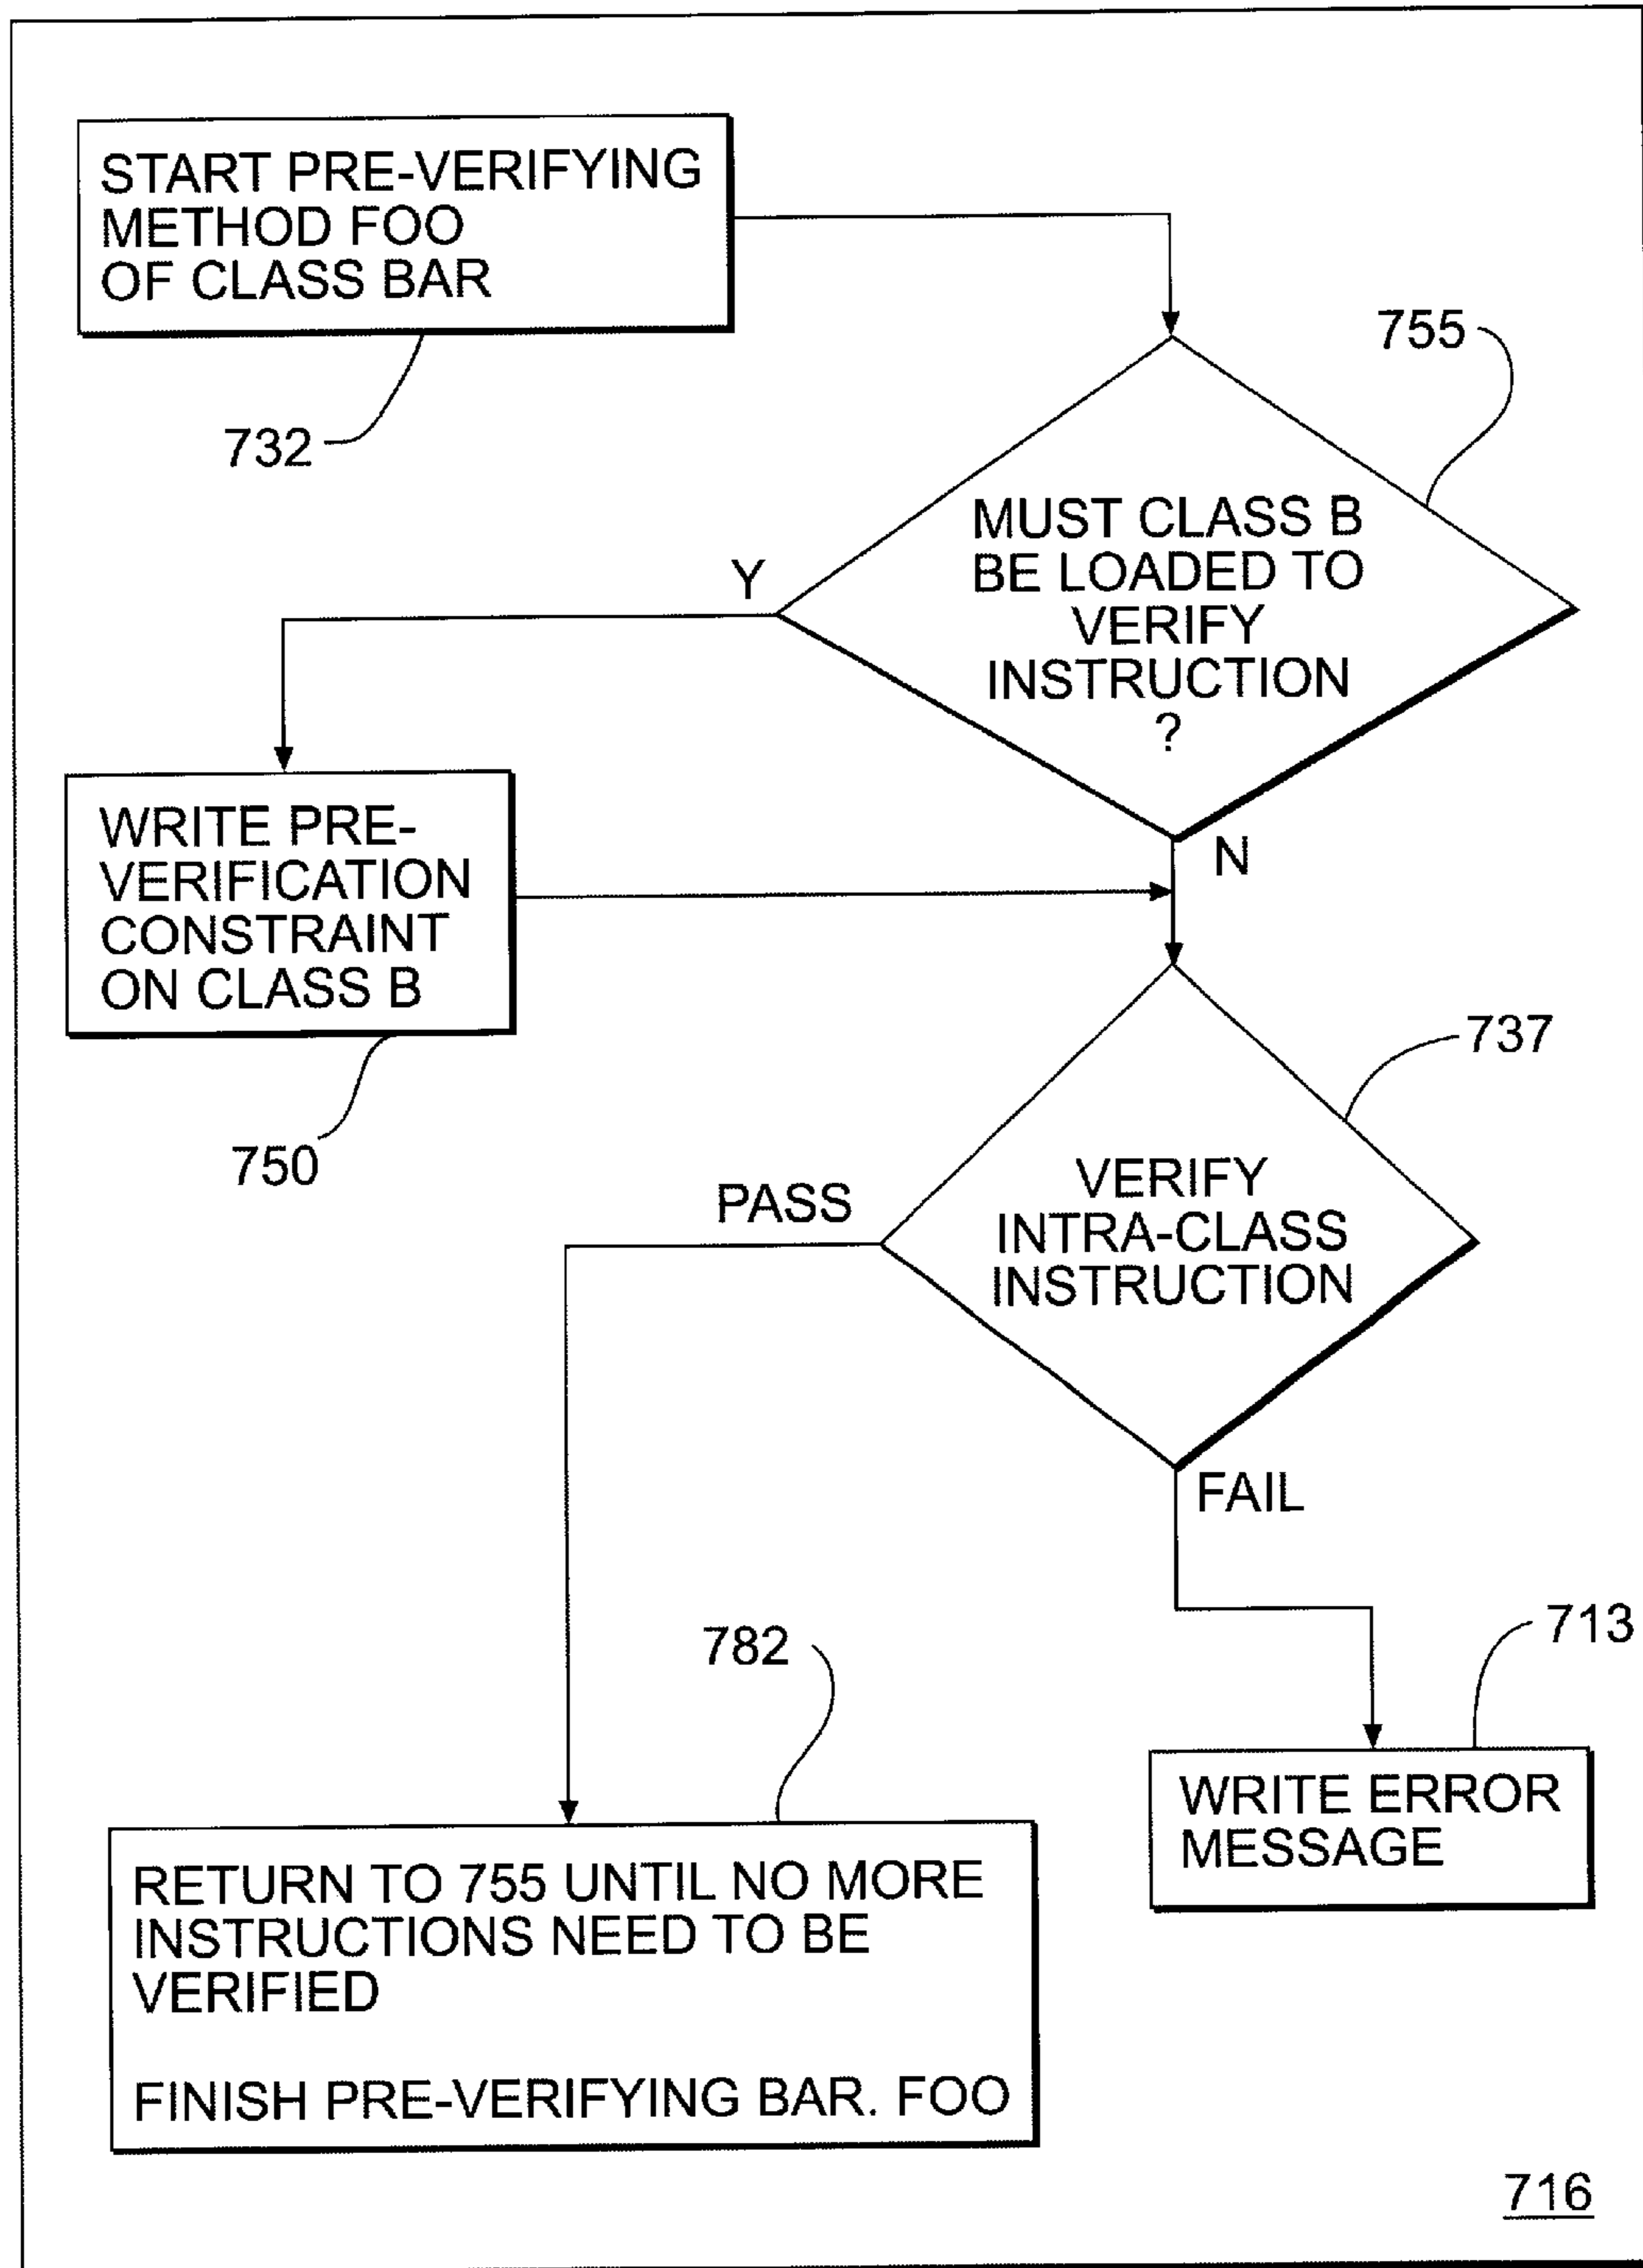 START PRE-VERIFYING
METHOD FOO
OF CLASS BAR
732
755
MUST CLASS B
BE LOADED TO
VERIFY
INSTRUCTION
?
Y
N
WRITE PRE-
VERIFICATION
CONSTRAINT
ON CLASS B
750
737
VERIFY
INTRA-CLASS
INSTRUCTION
PASS
FAIL
782
713
WRITE ERROR
MESSAGE
RETURN TO 755 UNTIL NO MORE
INSTRUCTIONS NEED TO BE
VERIFIED
FINISH PRE-VERIFYING BAR. FOO
716